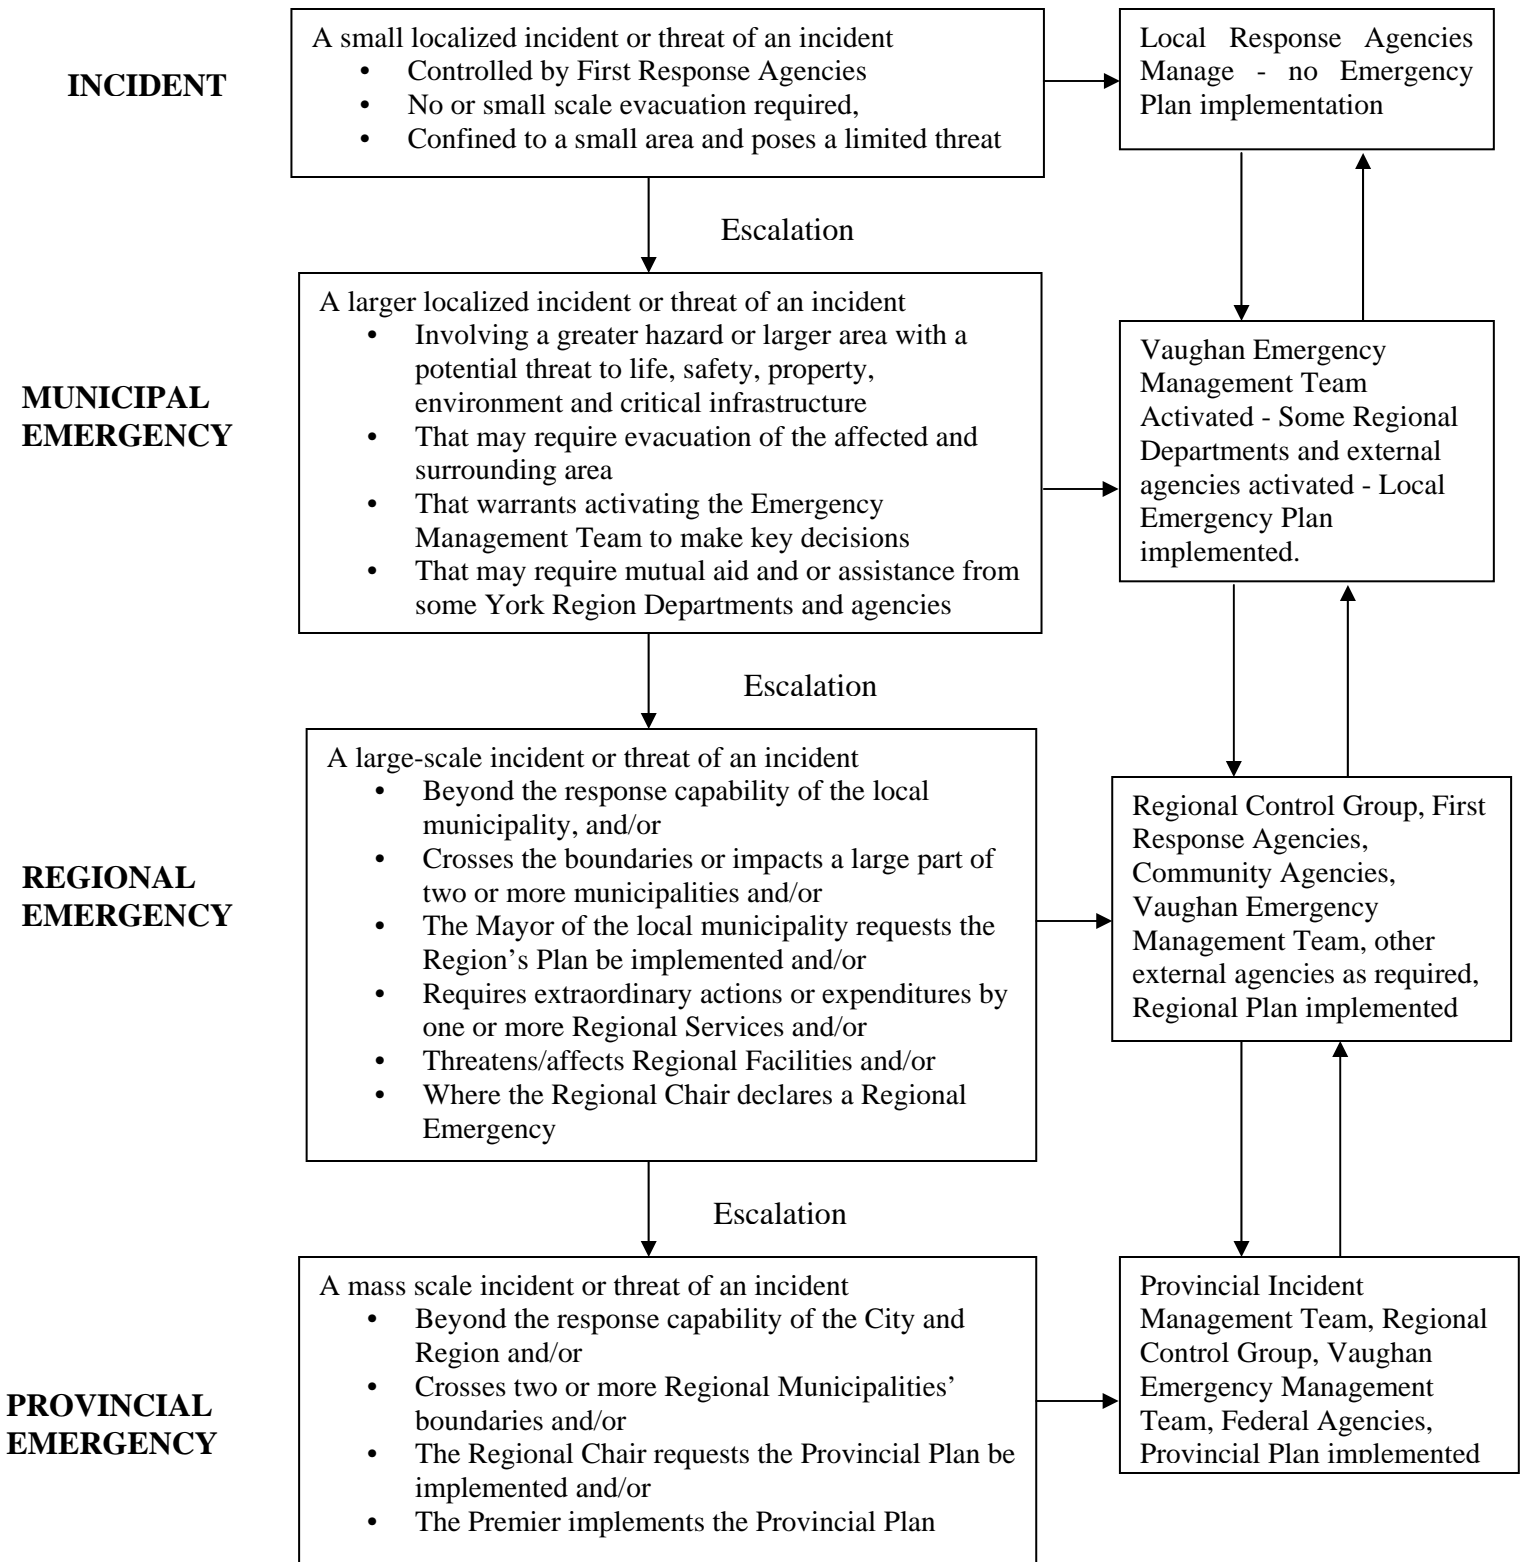 INCIDENT
A small localized incident or threat of an incident
• Controlled by First Response Agencies
• No or small scale evacuation required,
• Confined to a small area and poses a limited threat
Local Response Agencies
Manage - no Emergency
Plan implementation
Escalation
MUNICIPAL
EMERGENCY
A larger localized incident or threat of an incident
• Involving a greater hazard or larger area with a
potential threat to life, safety, property,
environment and critical infrastructure
• That may require evacuation of the affected and
surrounding area
• That warrants activating the Emergency
Management Team to make key decisions
• That may require mutual aid and or assistance from
some York Region Departments and agencies
Vaughan Emergency
Management Team
Activated - Some Regional
Departments and external
agencies activated - Local
Emergency Plan
implemented.
Escalation
REGIONAL
EMERGENCY
A large-scale incident or threat of an incident
• Beyond the response capability of the local
municipality, and/or
• Crosses the boundaries or impacts a large part of
two or more municipalities and/or
• The Mayor of the local municipality requests the
Region’s Plan be implemented and/or
• Requires extraordinary actions or expenditures by
one or more Regional Services and/or
• Threatens/affects Regional Facilities and/or
• Where the Regional Chair declares a Regional
Emergency
Regional Control Group, First
Response Agencies,
Community Agencies,
Vaughan Emergency
Management Team, other
external agencies as required,
Regional Plan implemented
Escalation
PROVINCIAL
EMERGENCY
A mass scale incident or threat of an incident
• Beyond the response capability of the City and
Region and/or
• Crosses two or more Regional Municipalities’
boundaries and/or
• The Regional Chair requests the Provincial Plan be
implemented and/or
• The Premier implements the Provincial Plan
Provincial Incident
Management Team, Regional
Control Group, Vaughan
Emergency Management
Team, Federal Agencies,
Provincial Plan implemented